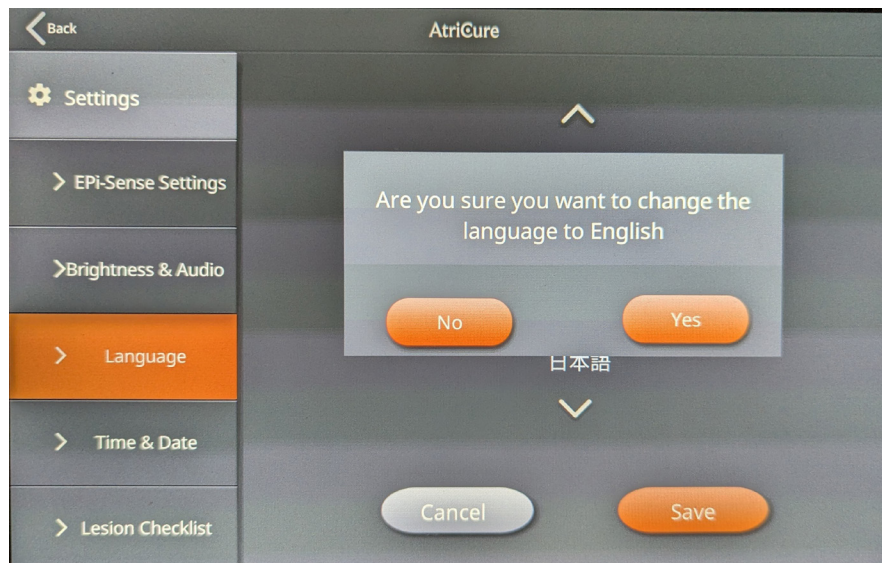 Back
AtriCure
Settings
EPi-Sense Settings
Brightness & Audio
Language
Time & Date
Lesion Checklist
Are you sure you want to change the
language to English
No
Yes
日本語
Cancel
Save